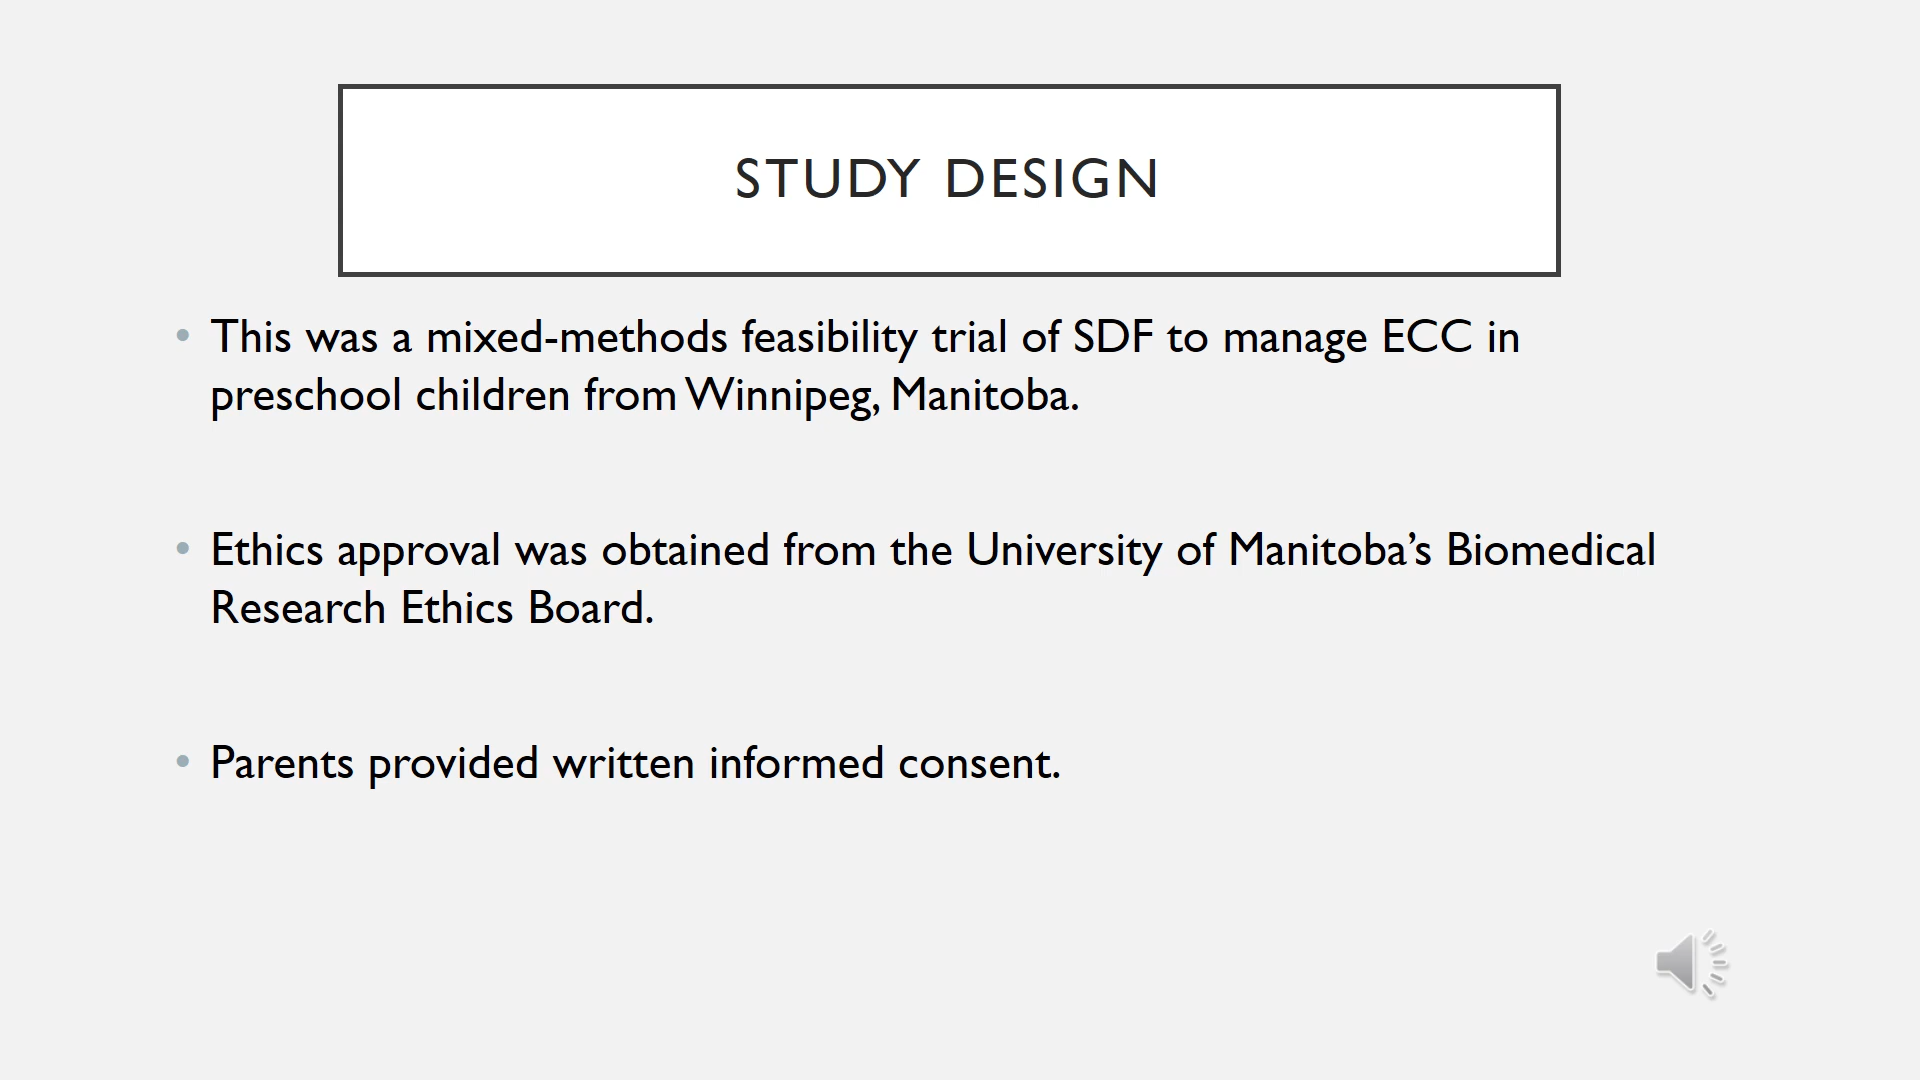 STUDY DESIGN
• This was a mixed-methods feasibility trial of SDF to manage ECC in
preschool children from Winnipeg, Manitoba.
• Ethics approval was obtained from the University of Manitoba’s Biomedical
Research Ethics Board.
• Parents provided written informed consent.